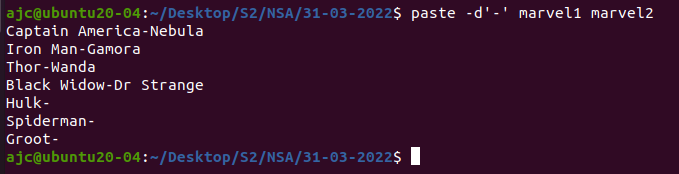 ajc@ubuntu20-04:~/Desktop/S2/NSA/31-03-2022$ paste -d'-' marvel1 marvel2
Captain America-Nebula
Iron Man-Gamora
Thor-Wanda
Black Widow-Dr Strange
Hulk-
Spiderman-
Groot-
ajc@ubuntu20-04:~/Desktop/S2/NSA/31-03-2022$